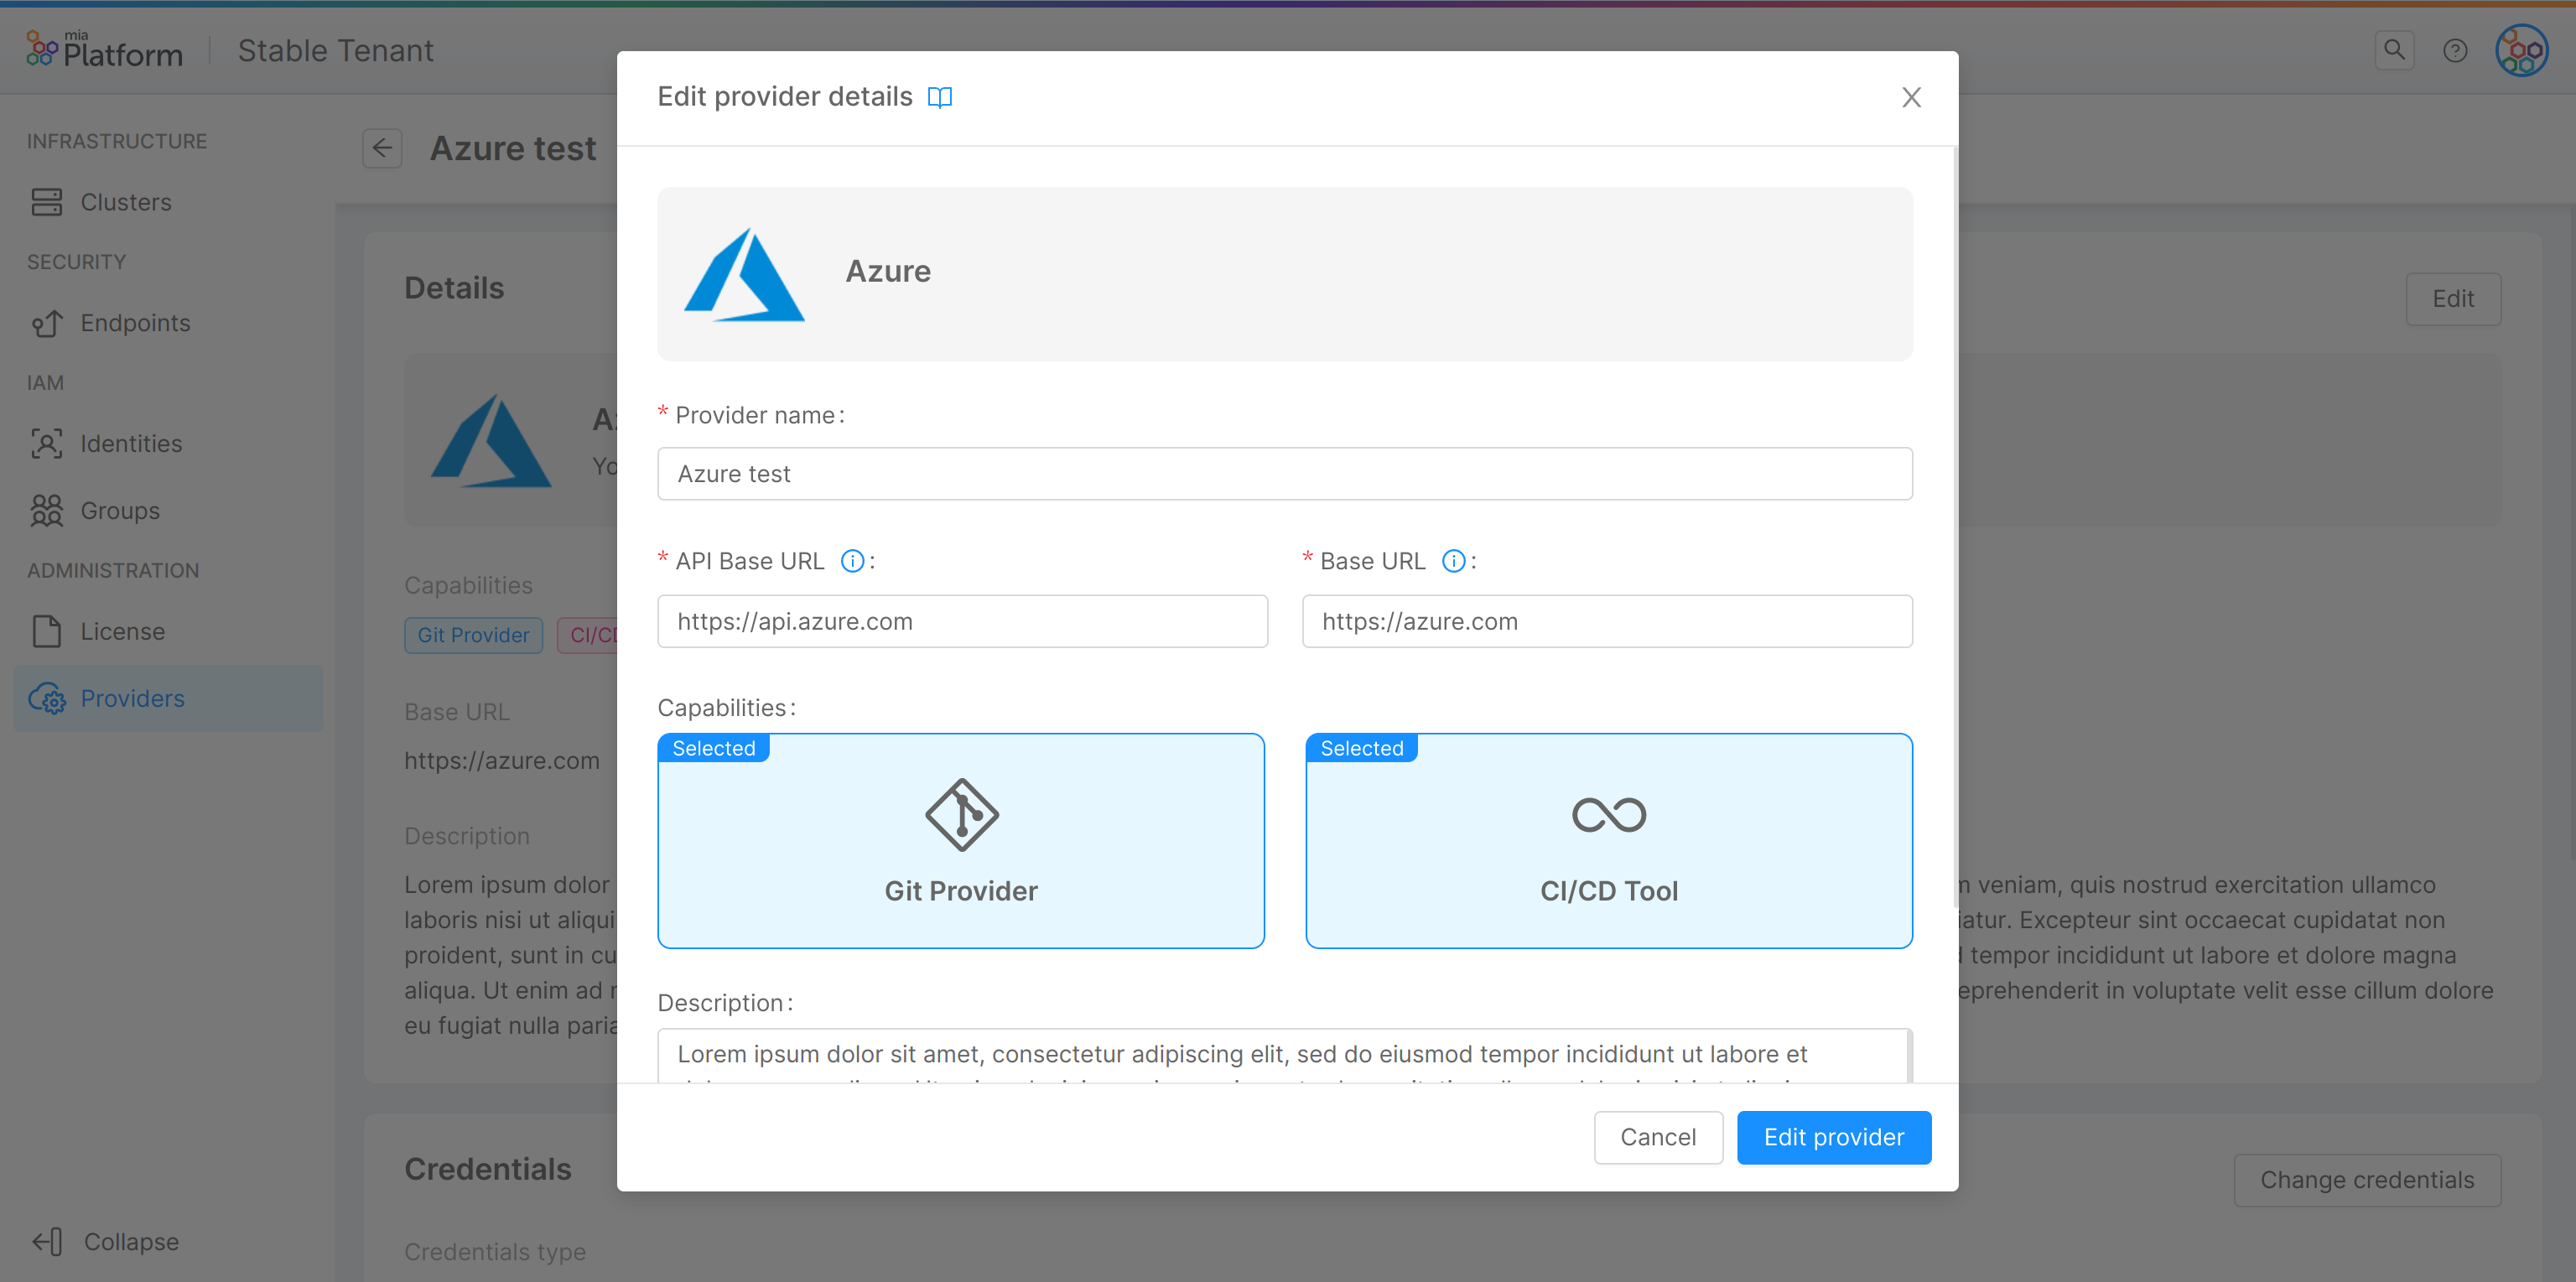 mia
Platform
Stable Tenant
INFRASTRUCTURE
Clusters
SECURITY
Endpoints
IAM
Identities
Groups
ADMINISTRATION
License
Providers
Collapse
Azure test
Details
Edit
Yo
Capabilities
Git Provider
CI/CD
Base URL
https://azure.com
Description
Lorem ipsum dolor
laboris nisi ut aliqui
proident, sunt in cu
aliqua. Ut enim ad
eu fugiat nulla paria
veniam, quis nostrud exercitation ullamco
iatur. Excepteur sint occaecat cupidatat non
tempor incididunt ut labore et dolore magna
eprehenderit in voluptate velit esse cillum dolore
Credentials
Change credentials
Credentials type
Edit provider details
Azure
* Provider name:
Azure test
* API Base URL :
https://api.azure.com
* Base URL :
https://azure.com
Capabilities:
Selected
Git Provider
Selected
CI/CD Tool
Description:
Lorem ipsum dolor sit amet, consectetur adipiscing elit, sed do eiusmod tempor incididunt ut labore et
Cancel
Edit provider